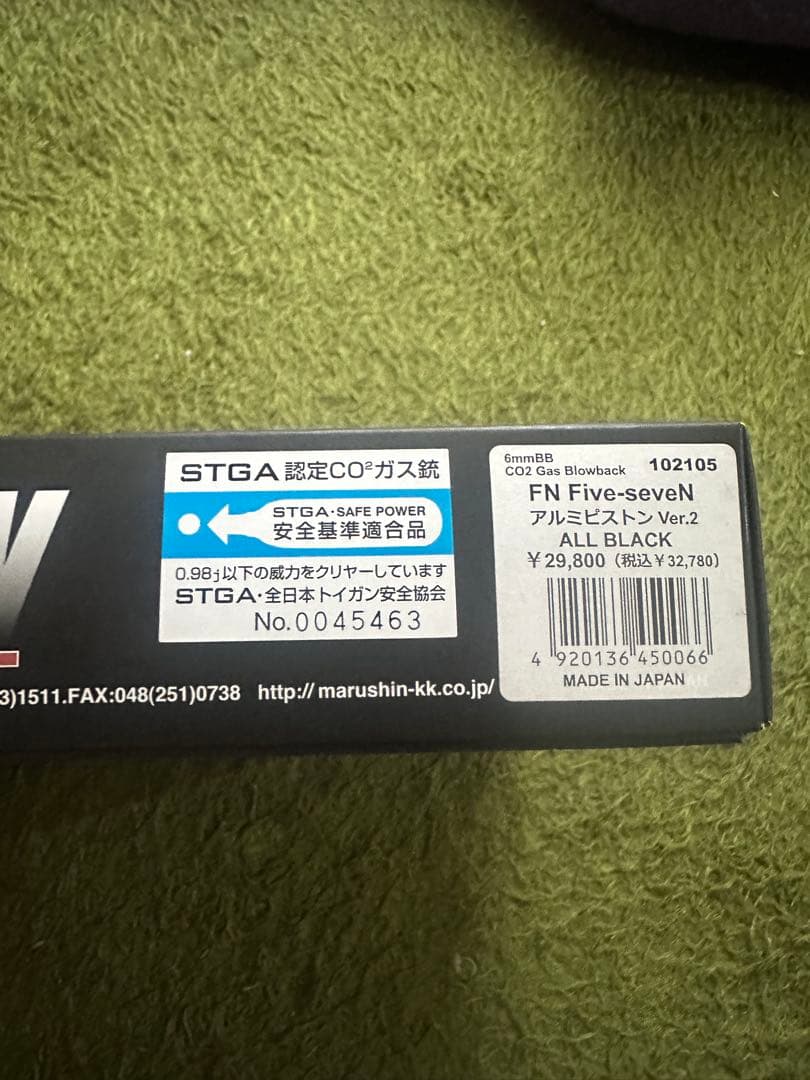 STGA 認定CO²ガス銃
STGA・SAFE POWER
安全基準適合品
0.98j以下の威力をクリヤーしています
STGA・全日本トイガン安全協会
No.0045463
3)1511.FAX:048(251)0738 http://marushin-kk.co.jp/
6mmBB
CO2 Gas Blowback 102105
FN Five-seveN
アルミピストン Ver.2
ALL BLACK
￥29,800（税込￥32,780）
4 920136 450066
MADE IN JAPAN